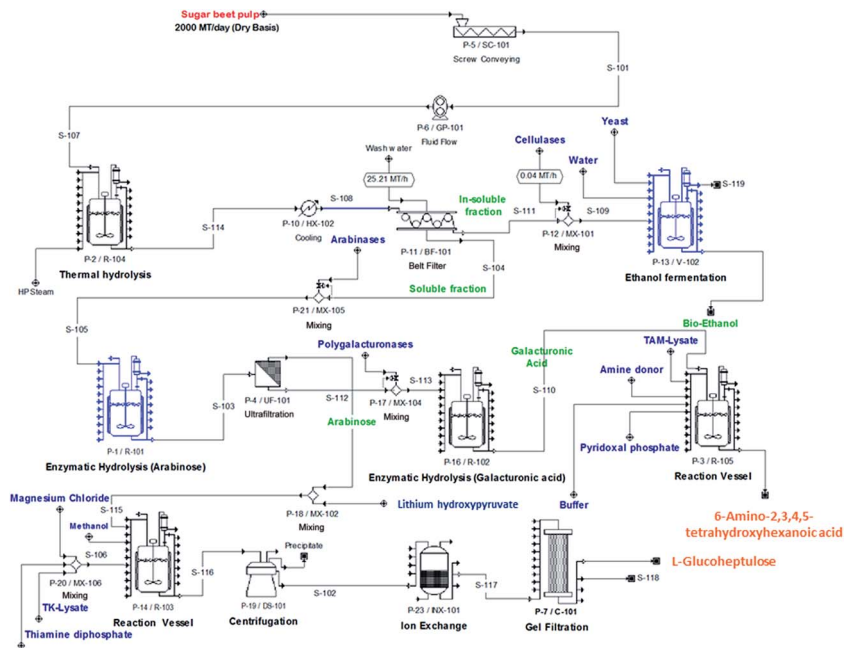 Sugar beet pulp
2000 MT/day (Dry Basis)
P-5 / SC-101
Screw Conveying
S-101
P-6 / GP-101
Fluid Flow
S-107
Wash water
25.21 MT/h
Cellulases
0.04 MT/h
Water
Yeast
S-119
In-soluble
fraction
S-108
S-111
S-109
P-10 / HX-102
Cooling
P-12 / MX-101
Mixing
S-114
P-2 / R-104
Thermal hydrolysis
HP Steam
Arabinases
P-11 / BF-101
Belt Filter
S-104
P-13 / V-102
Ethanol fermentation
Soluble fraction
P-21 / MX-105
Mixing
S-105
Bio-Ethanol
Polygalacturonases
Galacturonic
Acid
TAM-Lysate
Amine donor
S-113
S-110
S-103
P-4 / UF-101
Ultrafiltration
S-112
P-17 / MX-104
Mixing
Arabinose
P-1 / R-101
Enzymatic Hydrolysis (Arabinose)
P-16 / R-102
Enzymatic Hydrolysis (Galacturonic acid)
Pyridoxal phosphate
P-3 / R-105
Reaction Vessel
Magnesium Chloride
S-115
P-18 / MX-102
Mixing
Lithium hydroxypyruvate
Buffer
Methanol
6-Amino-2,3,4,5-
tetrahydroxyhexanoic acid
S-106
Precipitate
P-20 / MX-106
Mixing
S-116
L-Glucoheptulose
S-102
S-117
S-118
TK-Lysate
P-14 / R-103
Reaction Vessel
P-19 / DS-101
Centrifugation
P-23 / INX-101
Ion Exchange
P-7 / C-101
Gel Filtration
Thiamine diphosphate